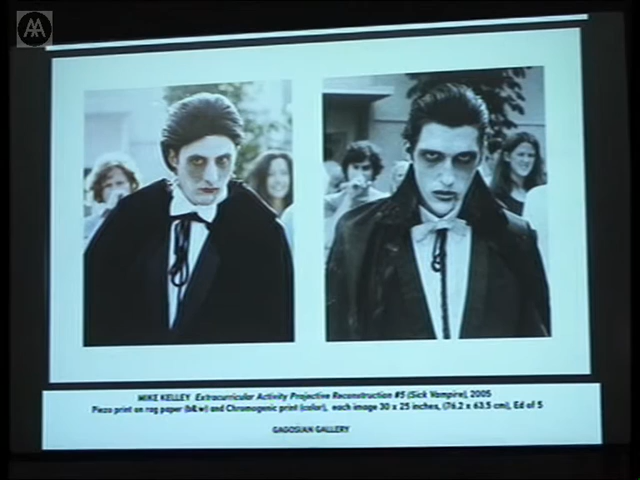 AA
MIKE KELLEY Extracurricular Activity Projective Reconstruction #5 (Sick Vampire), 2005
Piezo print on rag paper (b&w) and Chromogenic print (color), each image 30 x 25 inches, (76.2 x 63.5 cm), Ed of 5
GAGOSIAN GALLERY